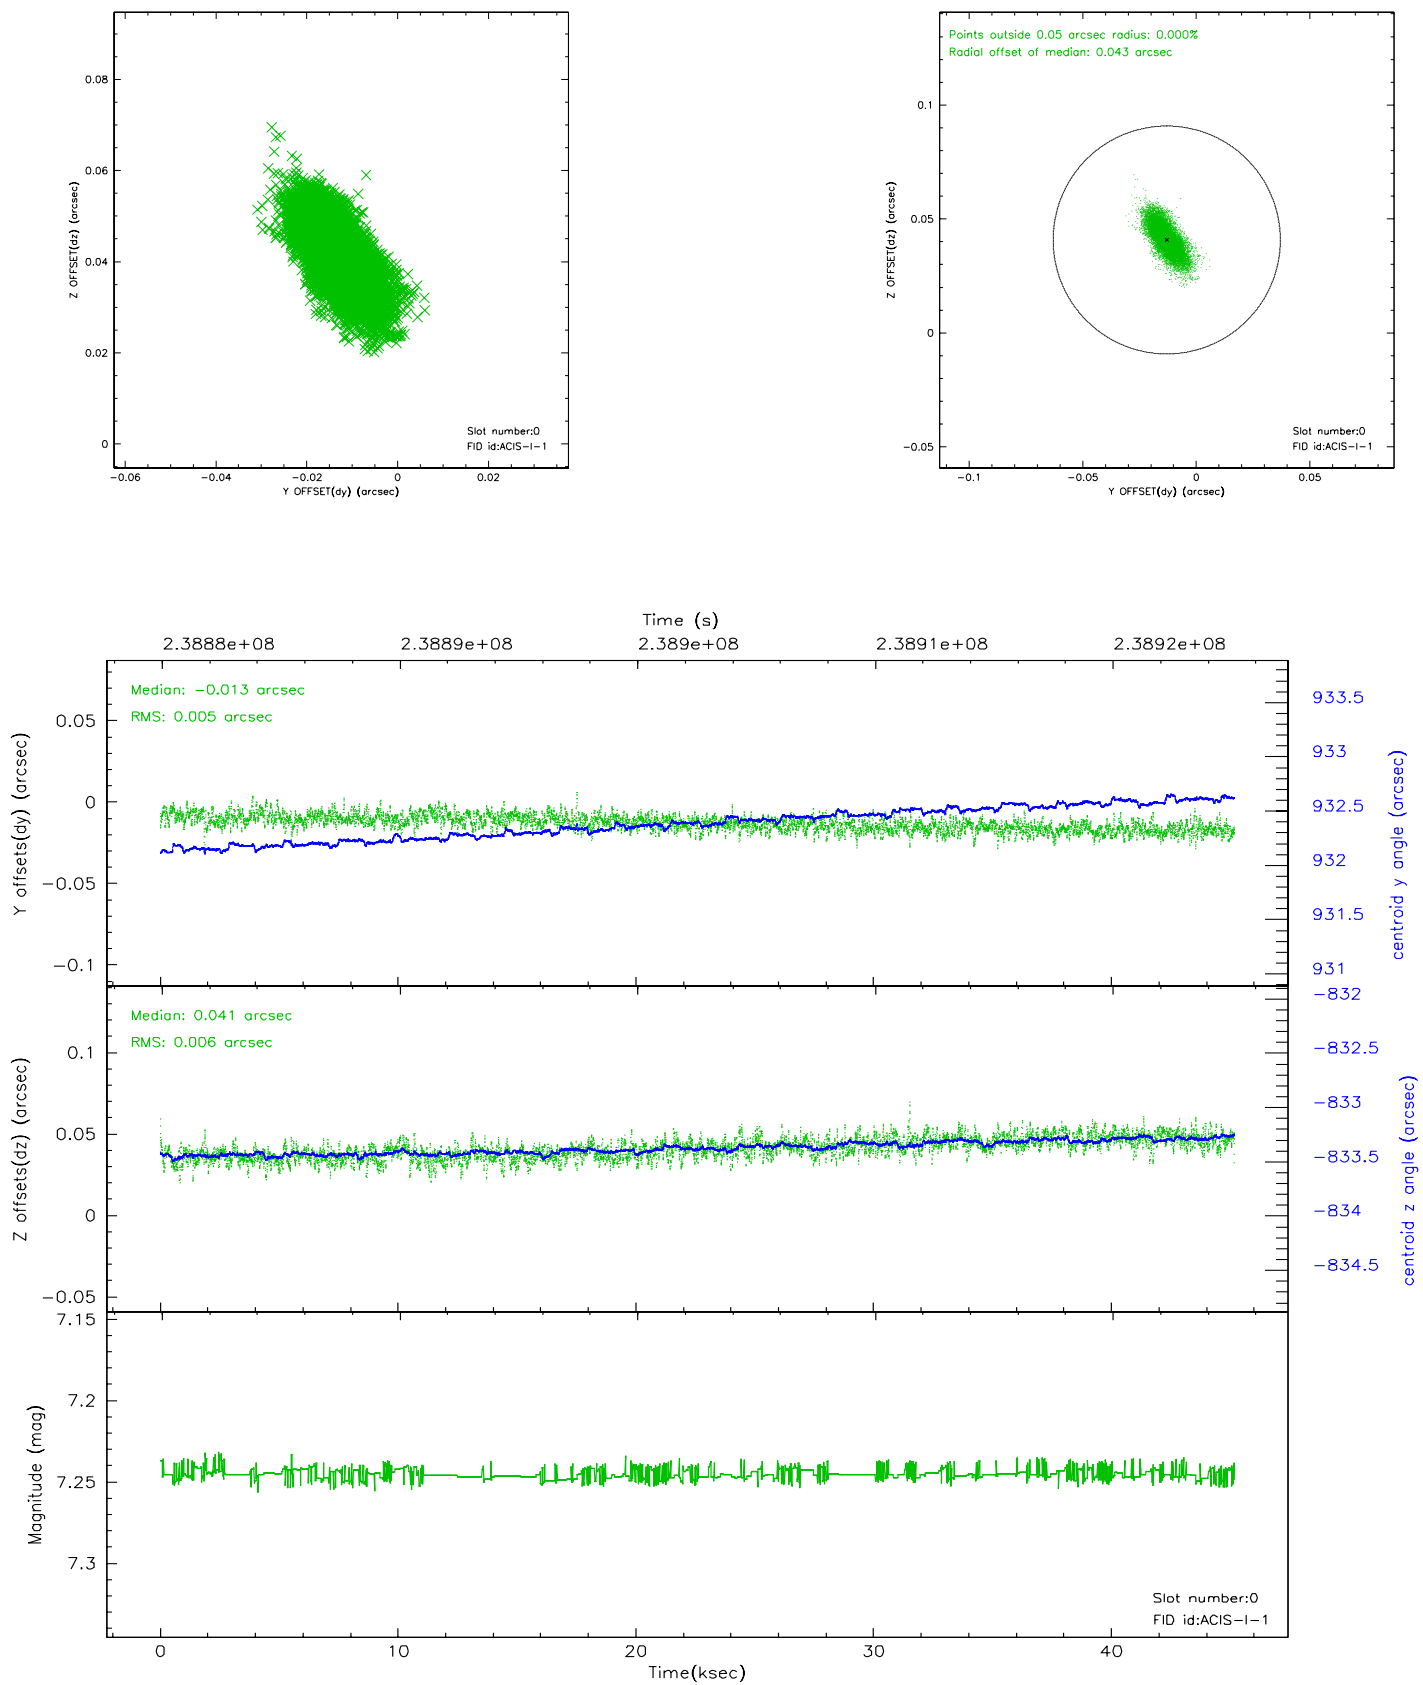 0.08
0.06
0.04
0.02
0
Z OFFSET(dz) (arcsec)
-0.06 -0.04 -0.02 0 0.02
Y OFFSET(dy) (arcsec)
Slot number:0
FID id:ACIS-I-1
Points outside 0.05 arcsec radius: 0.000%
Radial offset of median: 0.043 arcsec
0.1
0.05
0
-0.05
Z OFFSET(dz) (arcsec)
-0.1 -0.05 0 0.05
Y OFFSET(dy) (arcsec)
Slot number:0
FID id:ACIS-I-1
Time (s)
2.3888e+08 2.3889e+08 2.389e+08 2.3891e+08 2.3892e+08
Median: -0.013 arcsec
RMS: 0.005 arcsec
0.05
0
-0.05
-0.1
Y offsets(dy) (arcsec)
933.5
933
932.5
932
931.5
931
centroid y angle (arcsec)
Median: 0.041 arcsec
RMS: 0.006 arcsec
0.1
0.05
0
-0.05
Z offsets(dz) (arcsec)
-832
-832.5
-833
-833.5
-834
-834.5
centroid z angle (arcsec)
7.15
7.2
7.25
7.3
Magnitude (mag)
Slot number:0
FID id:ACIS-I-1
0 10 20 30 40
Time(ksec)